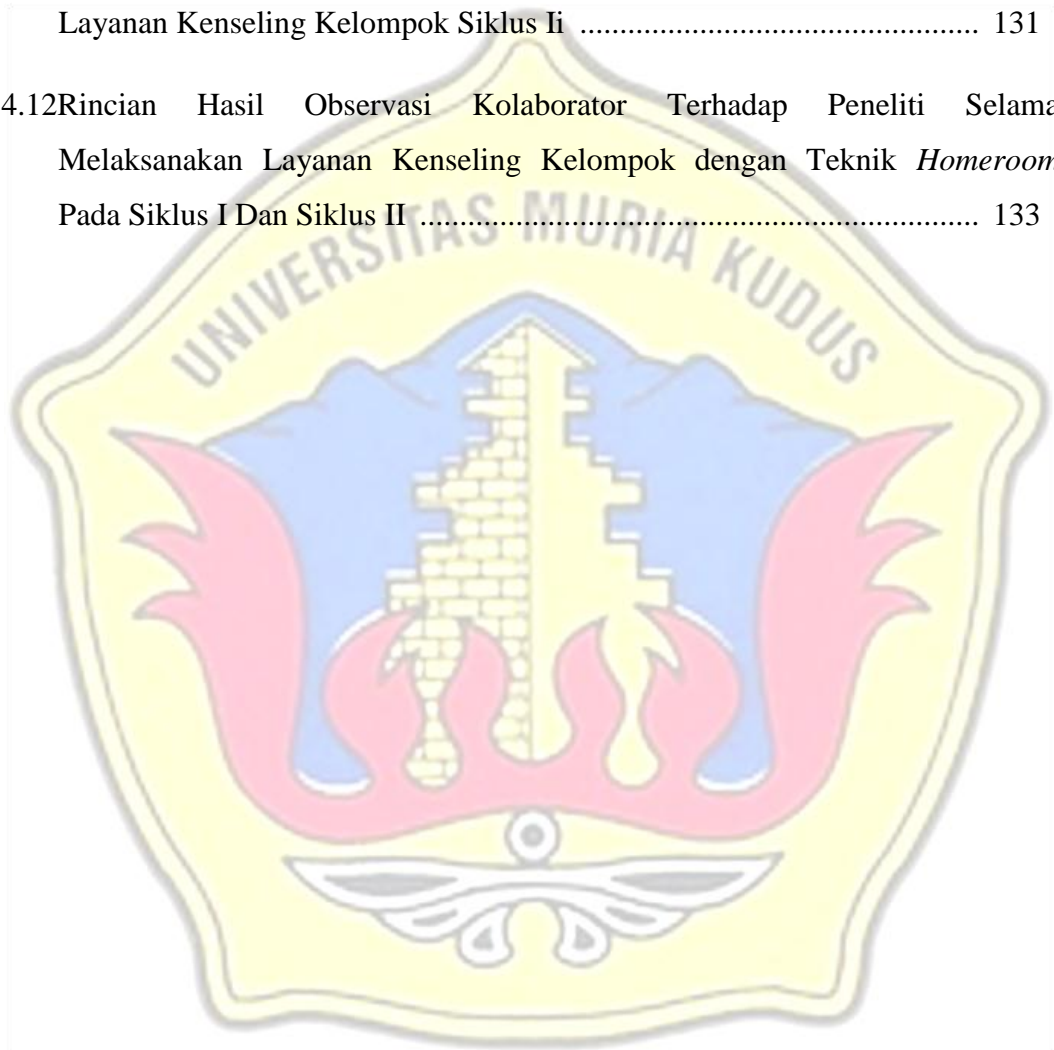 Layanan Kenseling Kelompok Siklus Ii ............................................... 131
4.12Rincian Hasil Observasi Kolaborator Terhadap Peneliti Selama
Melaksanakan Layanan Kenseling Kelompok dengan Teknik Homeroom
Pada Siklus I Dan Siklus II .................................................................. 133
UNIVERSITAS MURIA KUDUS